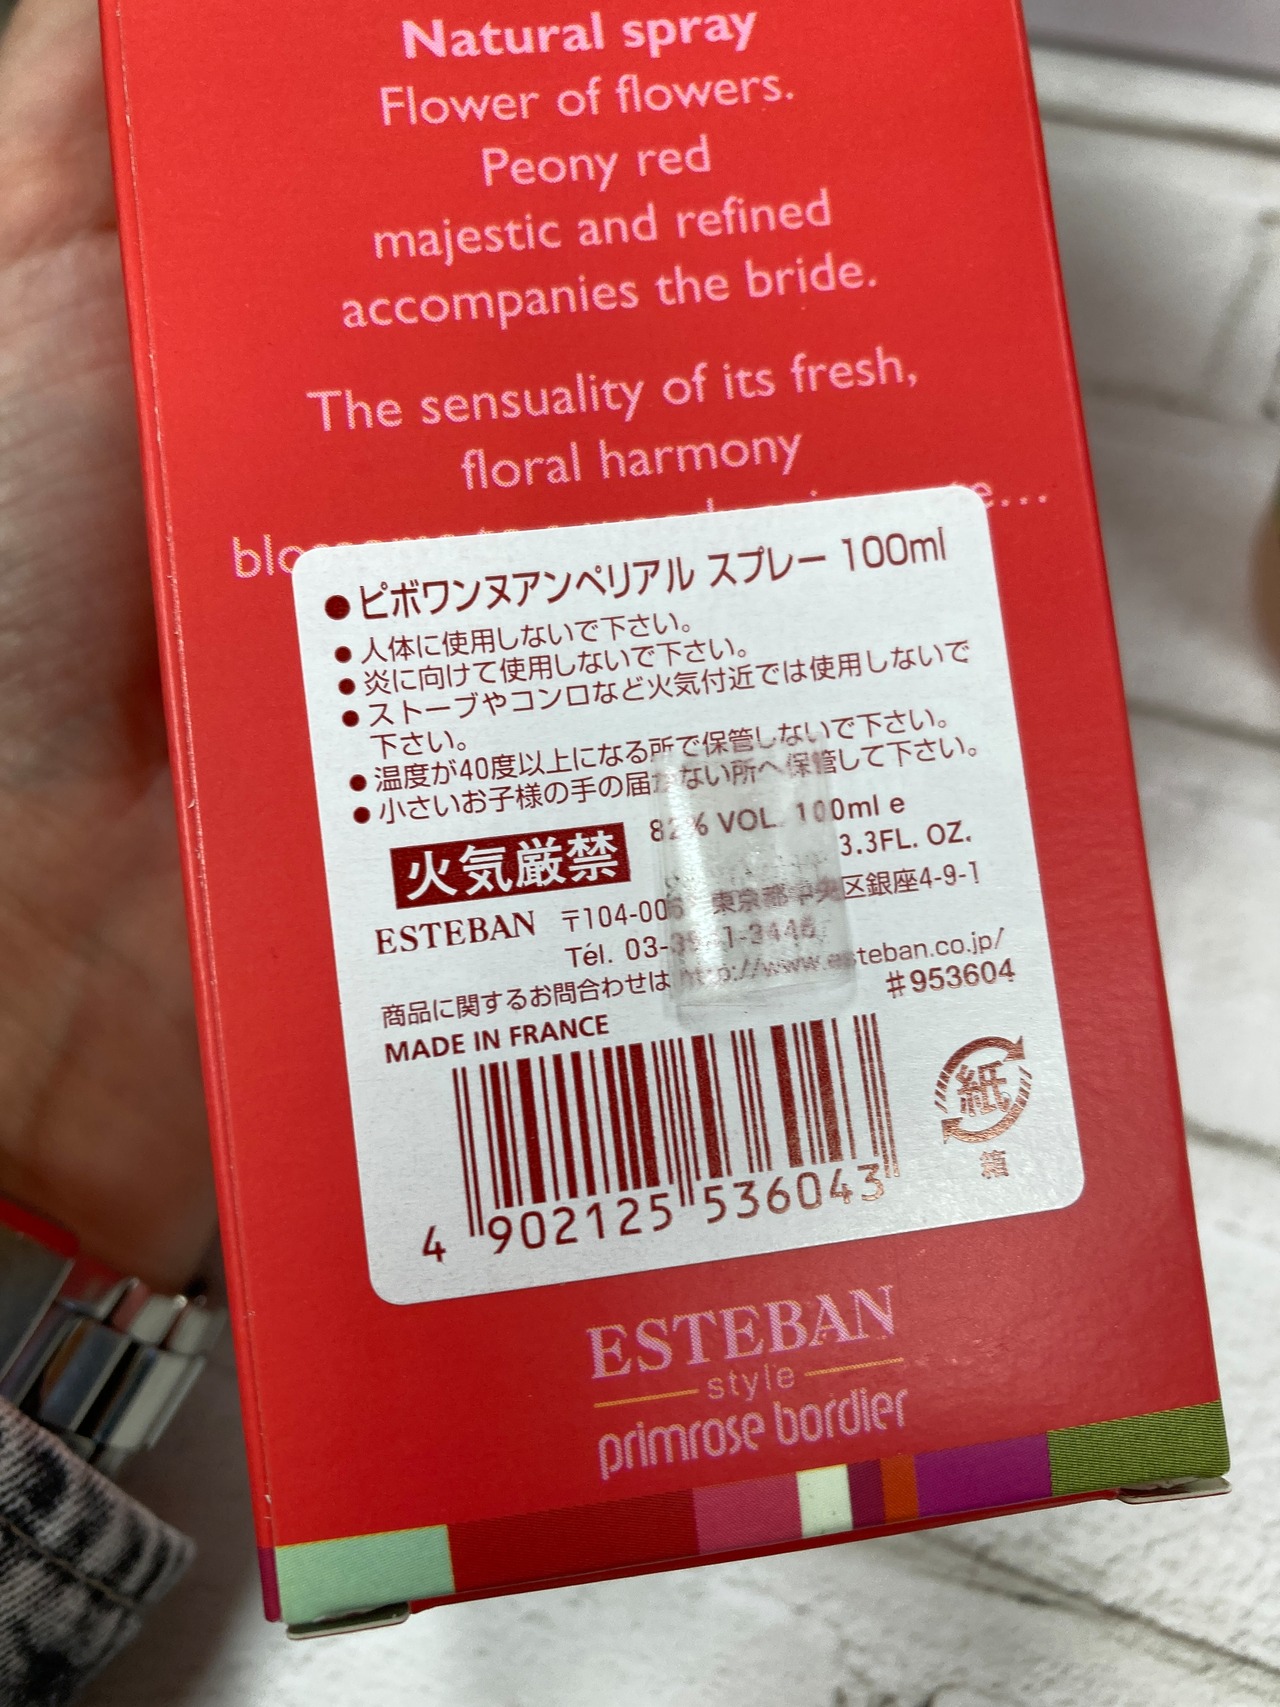 Natural spray
Flower of flowers.
Peony red
majestic and refined
accompanies the bride.
The sensuality of its fresh,
floral harmony
●ピボワンヌアンペリアル スプレー 100ml
●人体に使用しないで下さい。
●炎に向けて使用しないで下さい。
●ストーブやコンロなど火気付近では使用しないで
下さい。
●温度が40度以上になる所で保管しないで下さい。
●小さいお子様の手の届かない所へ保管して下さい。
火気厳禁
82% VOL. 100ml e
3.3FL. OZ.
ESTEBAN 〒104-006 東京都中央区銀座4-9-1
Tél. 03-
商品に関するお問合わせは http://www.esteban.co.jp/
MADE IN FRANCE
#953604
紙
箱
4 902125 536043
ESTEBAN
style
primrose bordier